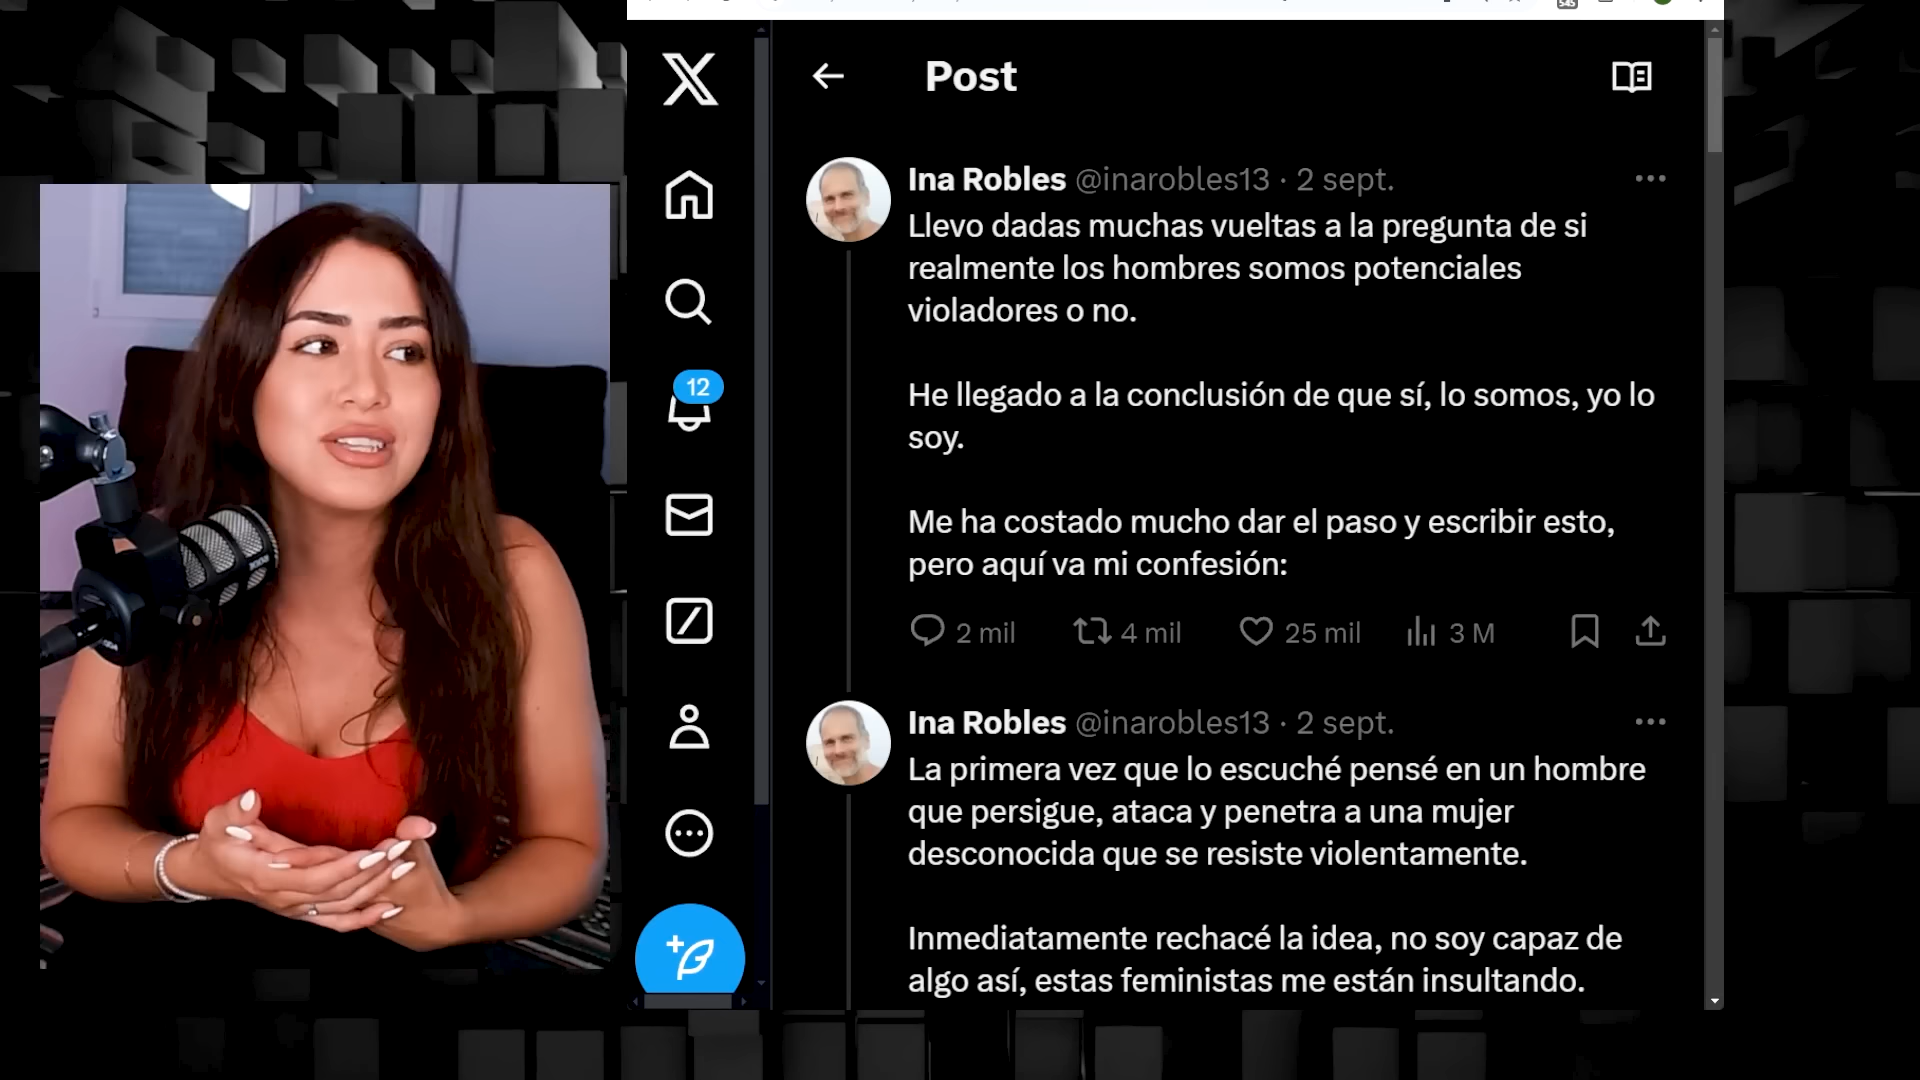 Post
Ina Robles @inarobles13 · 2 sept.
Llevo dadas muchas vueltas a la pregunta de si
realmente los hombres somos potenciales
violadores o no.
He llegado a la conclusión de que sí, lo somos, yo lo
soy.
Me ha costado mucho dar el paso y escribir esto,
pero aquí va mi confesión:
2 mil 4 mil 25 mil 3 M
12
Ina Robles @inarobles13 · 2 sept.
La primera vez que lo escuché pensé en un hombre
que persigue, ataca y penetra a una mujer
desconocida que se resiste violentamente.
Inmediatamente rechacé la idea, no soy capaz de
algo así, estas feministas me están insultando.